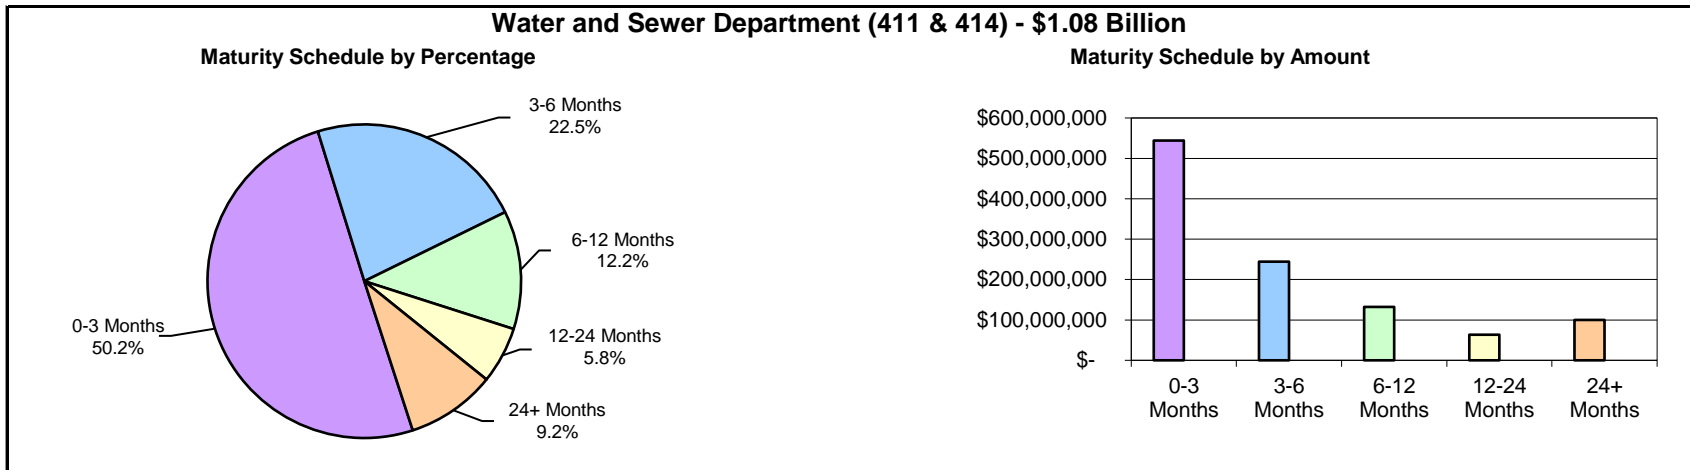 Water and Sewer Department (411 & 414) - $1.08 Billion
Maturity Schedule by Percentage
3-6 Months
22.5%
6-12 Months
12.2%
0-3 Months
50.2%
12-24 Months
5.8%
24+ Months
9.2%
Maturity Schedule by Amount
$600,000,000
$500,000,000
$400,000,000
$300,000,000
$200,000,000
$100,000,000
$-
0-3
Months
3-6
Months
6-12
Months
12-24
Months
24+
Months